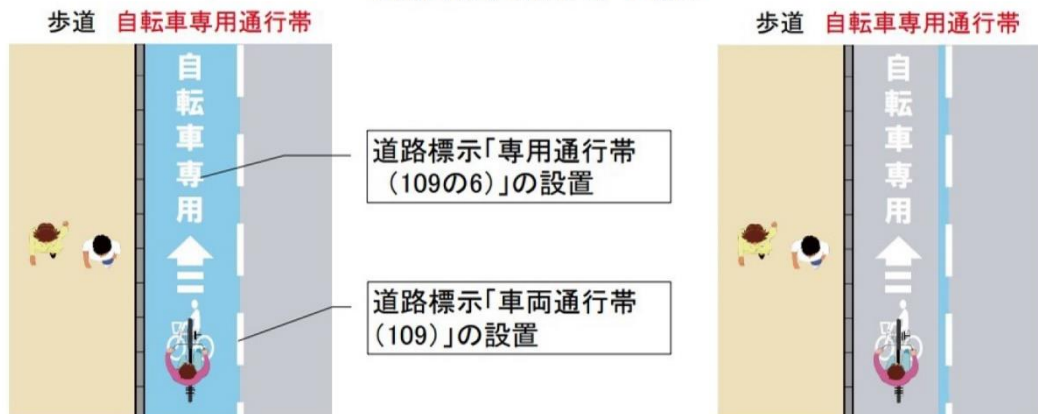 歩道 自転車専用通行帯
自転車専用
道路標示「専用通行帯
(109の6)」の設置
道路標示「車両通行帯
(109)」の設置
歩道 自転車専用通行帯
自転車専用